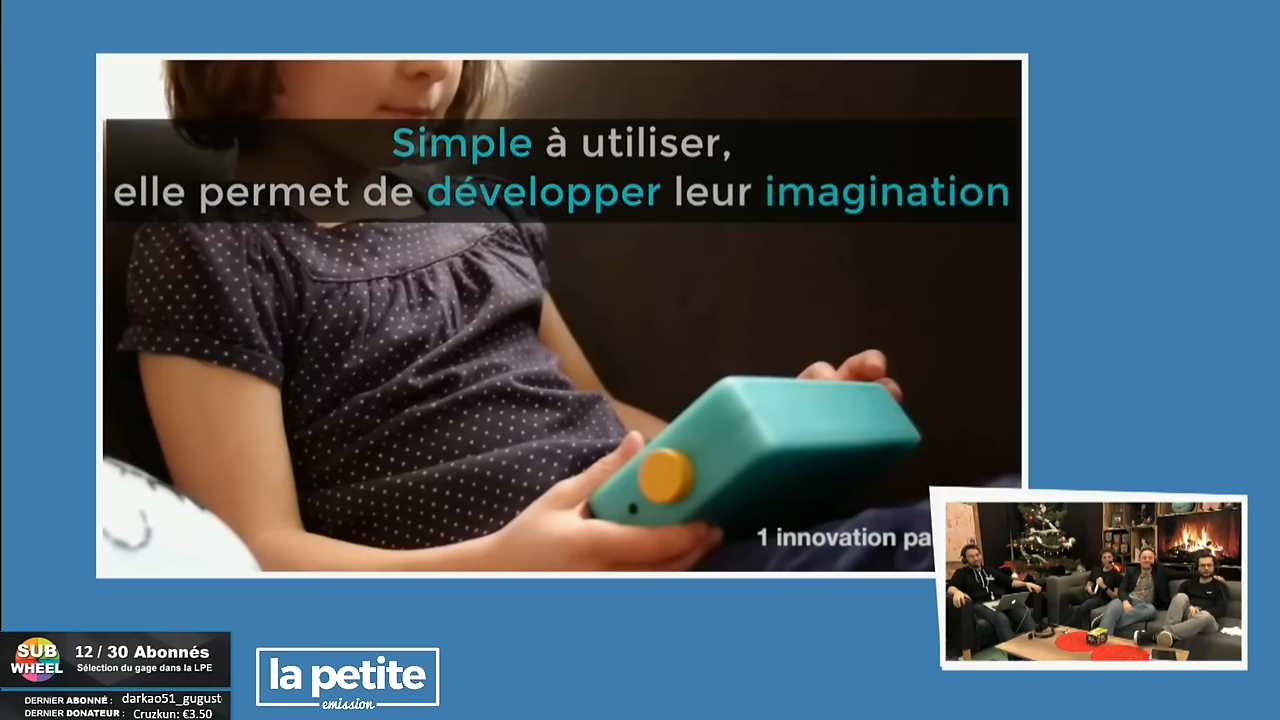 Simple à utiliser,
elle permet de développer leur imagination
1 innovation pa
SUB
WHEEL
12 / 30 Abonnés
Sélection du gage dans la LPE
DERNIER ABONNÉ : darkao51_gugust
DERNIER DONATEUR : Cruzkun: €3.50
la petite
emission